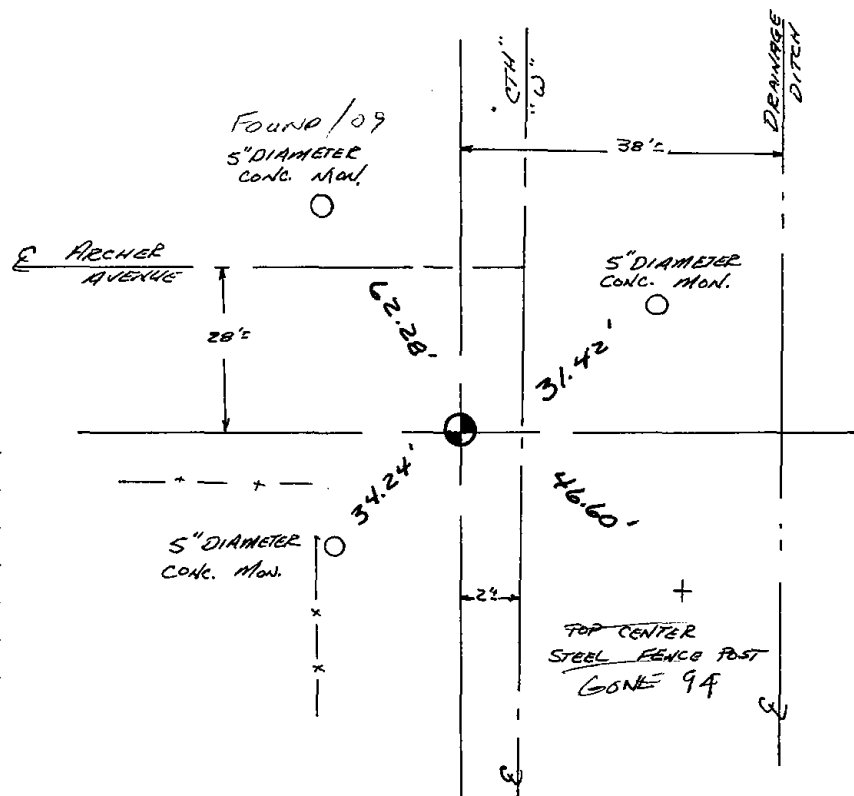 "CTH"
"W"
DRAINAGE
DITCH
FOUND /09
5" DIAMETER
CONC. MON.
38'±
℄ ARCHER
AVENUE
5" DIAMETER
CONC. MON.
28'±
62.28'
31.42'
34.24'
46.60'
5" DIAMETER
CONC. MON.
2'±
TOP CENTER
STEEL FENCE POST
GONE 94
℄
℄